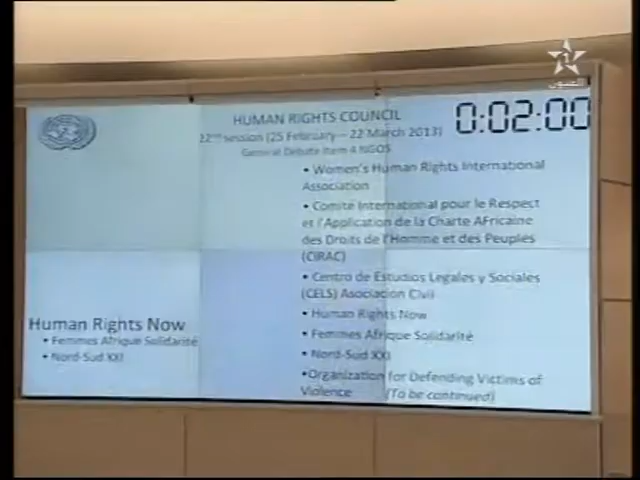 HUMAN RIGHTS COUNCIL
0:02:00
22nd session (25 February – 22 March 2013)
General Debate Item 4 NGOS
• Women's Human Rights International
Association
• Comité International pour le Respect
et l'Application de la Charte Africaine
des Droits de l'Homme et des Peuples
(CIRAC)
• Centro de Estudios Legales y Sociales
(CELS) Asociación Civil
• Human Rights Now
• Femmes Afrique Solidarité
• Nord-Sud XXI
• Organization for Defending Victims of
Violence (To be continued)
Human Rights Now
• Femmes Afrique Solidarité
• Nord-Sud XXI